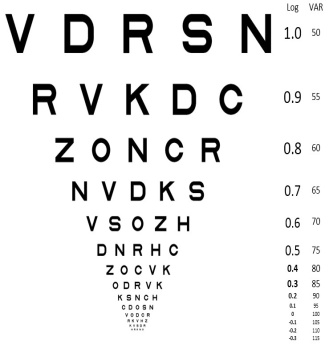 Log VAR
V D R S N 1.0 50
R V K D C 0.9 55
Z O N C R 0.8 60
N V D K S 0.7 65
V S O Z H 0.6 70
D N R H C 0.5 75
Z O C V K 0.4 80
O D R V K 0.3 85
K S N C H 0.2 90
C D O S N 0.1 95
V O D C R 0 100
-0.1 105
-0.2 110
-0.3 115